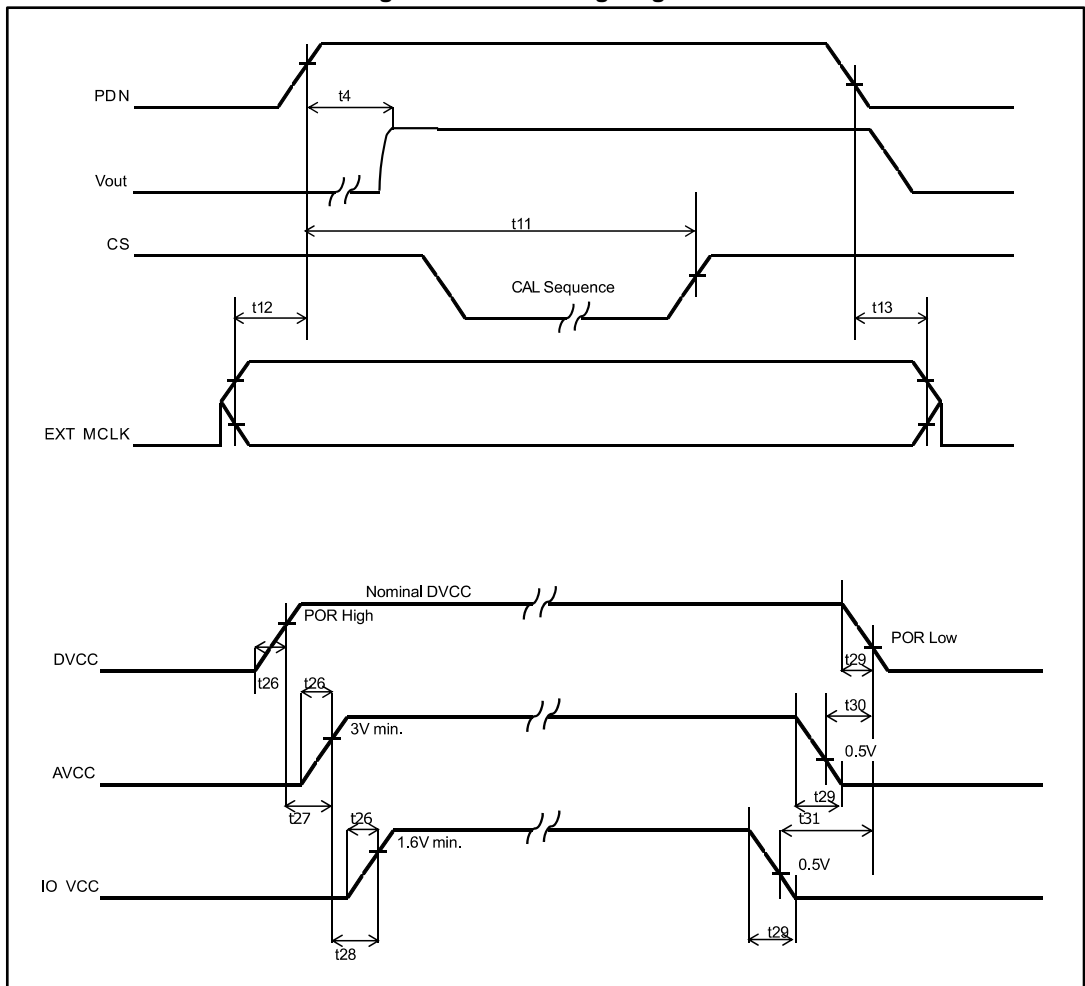 PDN
t4
Vout
t11
CS
CAL Sequence
t12
t13
EXT MCLK
Nominal DVCC
POR High
POR Low
DVCC
t26
t26
t29
t30
3V min.
0.5V
AVCC
t27
t26
t29
t31
1.6V min.
0.5V
IO VCC
t28
t29